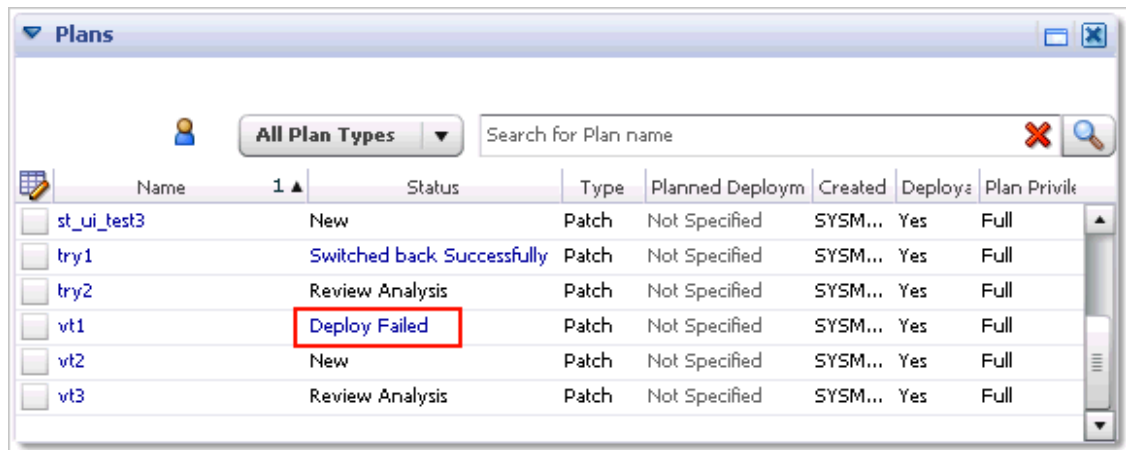 Plans
All Plan Types Search for Plan name
Name 1 Status Type Planned Deploym Created Deploya Plan Privile
st_ui_test3 New Patch Not Specified SYSM... Yes Full
try1 Switched back Successfully Patch Not Specified SYSM... Yes Full
try2 Review Analysis Patch Not Specified SYSM... Yes Full
vt1 Deploy Failed Patch Not Specified SYSM... Yes Full
vt2 New Patch Not Specified SYSM... Yes Full
vt3 Review Analysis Patch Not Specified SYSM... Yes Full